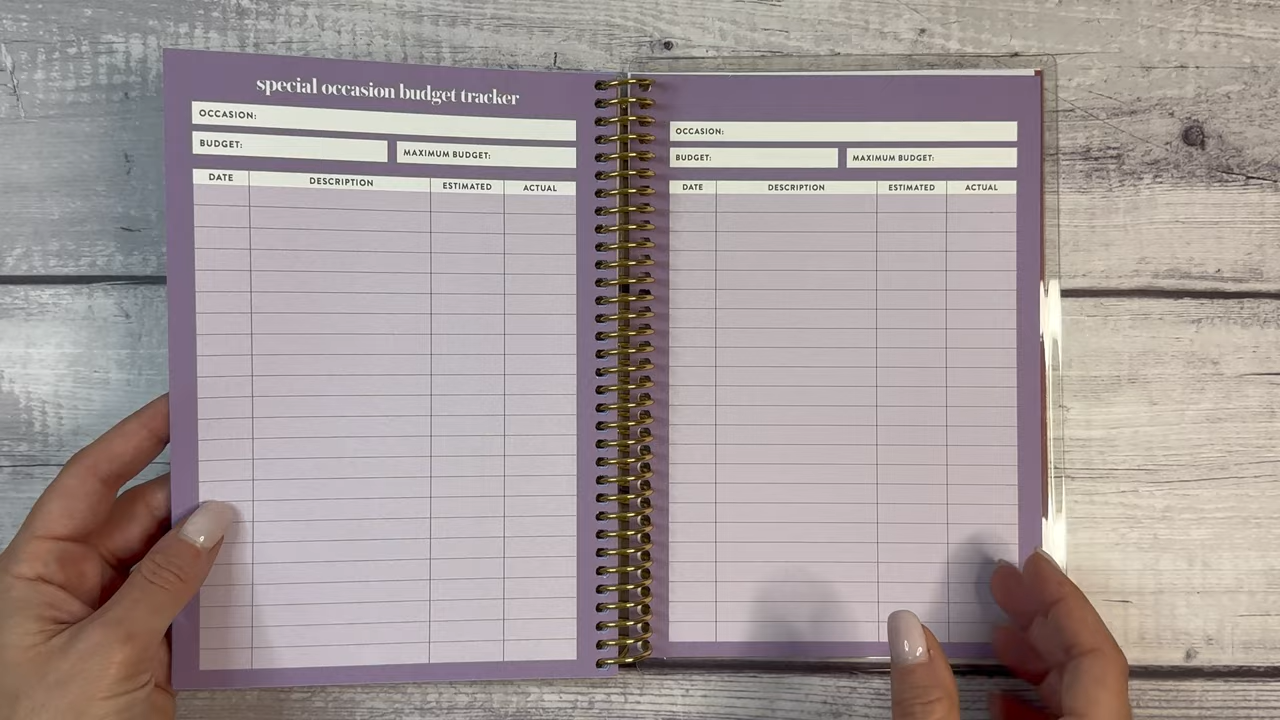 special occasion budget tracker
OCCASION:
BUDGET: MAXIMUM BUDGET:
DATE DESCRIPTION ESTIMATED ACTUAL
OCCASION:
BUDGET: MAXIMUM BUDGET:
DATE DESCRIPTION ESTIMATED ACTUAL